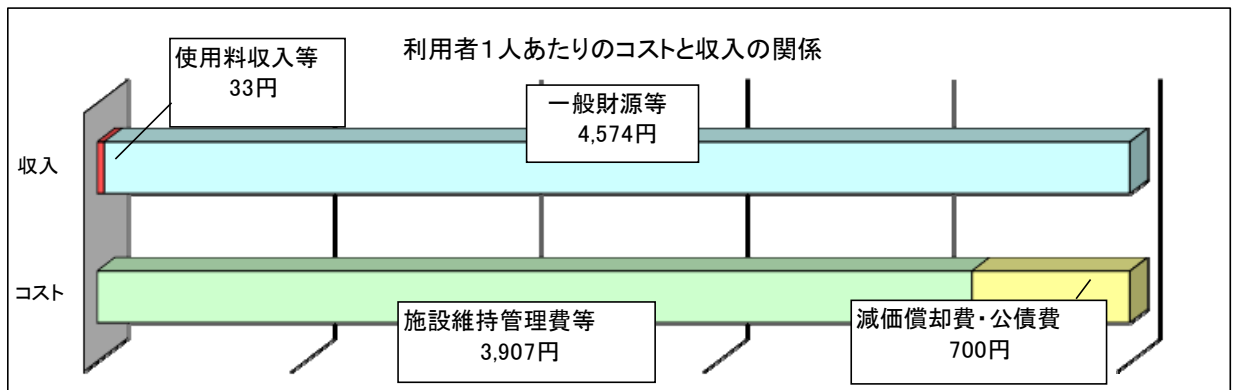 利用者１人あたりのコストと収入の関係
使用料収入等
33円
一般財源等
4,574円
収入
コスト
施設維持管理費等
3,907円
減価償却費・公債費
700円